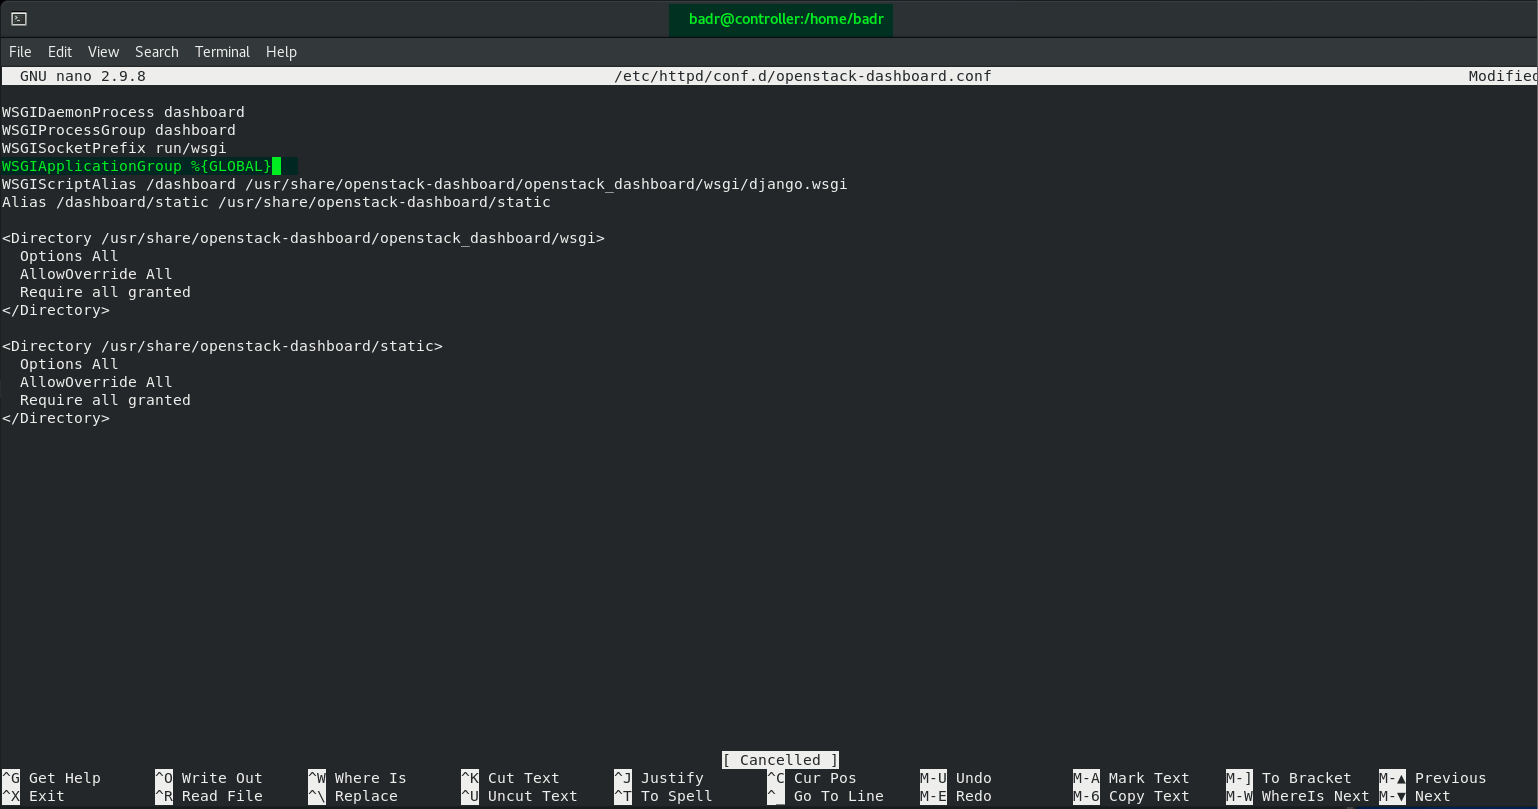 badr@controller:/home/badr
File Edit View Search Terminal Help
GNU nano 2.9.8 /etc/httpd/conf.d/openstack-dashboard.conf Modified
WSGIDaemonProcess dashboard
WSGIProcessGroup dashboard
WSGISocketPrefix run/wsgi
WSGIApplicationGroup %{GLOBAL}
WSGIScriptAlias /dashboard /usr/share/openstack-dashboard/openstack_dashboard/wsgi/django.wsgi
Alias /dashboard/static /usr/share/openstack-dashboard/static
<Directory /usr/share/openstack-dashboard/openstack_dashboard/wsgi>
  Options All
  AllowOverride All
  Require all granted
</Directory>
<Directory /usr/share/openstack-dashboard/static>
  Options All
  AllowOverride All
  Require all granted
</Directory>
[ Cancelled ]
^G Get Help ^O Write Out ^W Where Is ^K Cut Text ^J Justify ^C Cur Pos M-U Undo M-A Mark Text M-] To Bracket M-▲ Previous
^X Exit ^R Read File ^\ Replace ^U Uncut Text ^T To Spell ^_ Go To Line M-E Redo M-6 Copy Text M-W WhereIs Next M-▼ Next